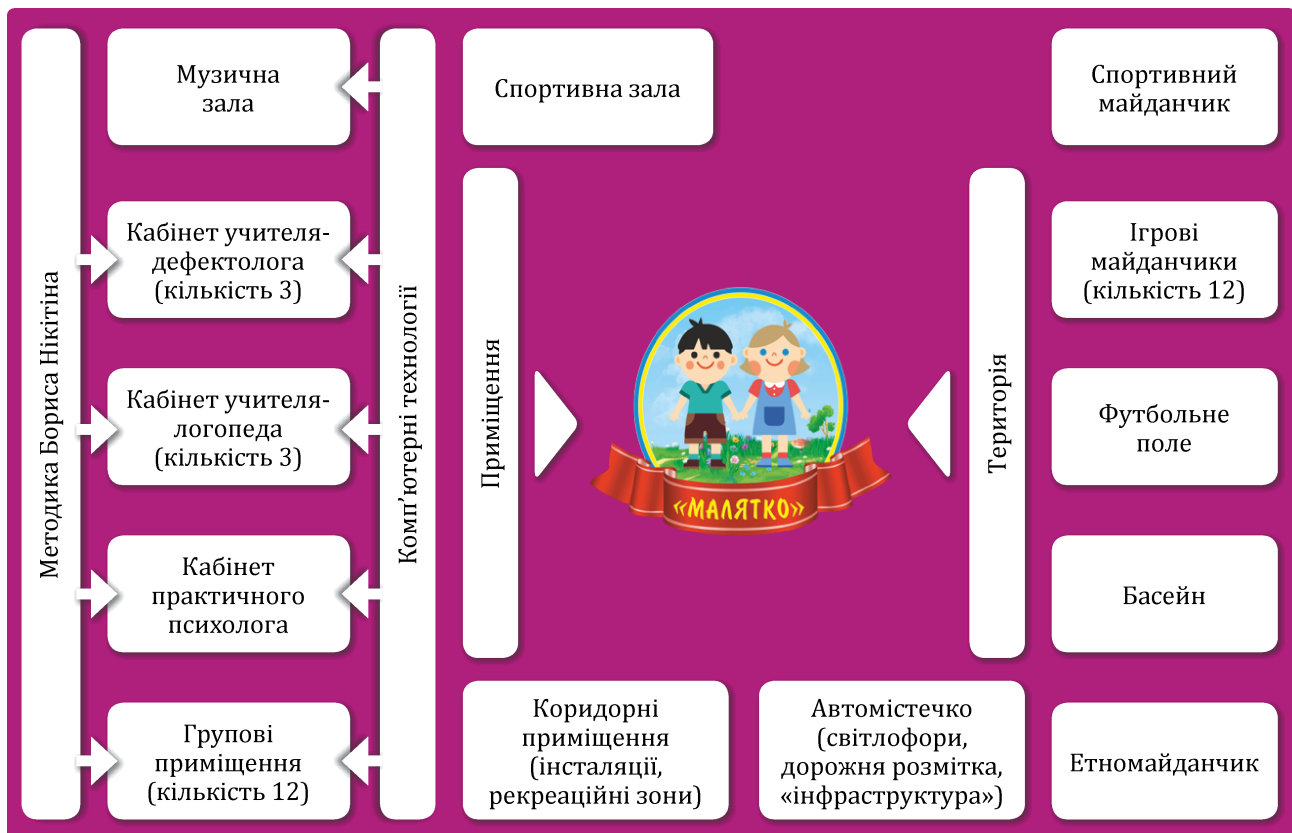 Методика Бориса Нікітіна
Музична
зала
Кабінет учителя-
дефектолога
(кількість 3)
Кабінет учителя-
логопеда
(кількість 3)
Кабінет
практичного
психолога
Групові
приміщення
(кількість 12)
Комп’ютерні технології
Спортивна зала
Приміщення
Коридорні
приміщення
(інсталяції,
рекреаційні зони)
«МАЛЯТКО»
Автомістечко
(світлофори,
дорожня розмітка,
«інфраструктура»)
Територія
Спортивний
майданчик
Ігрові
майданчики
(кількість 12)
Футбольне
поле
Басейн
Етномайданчик